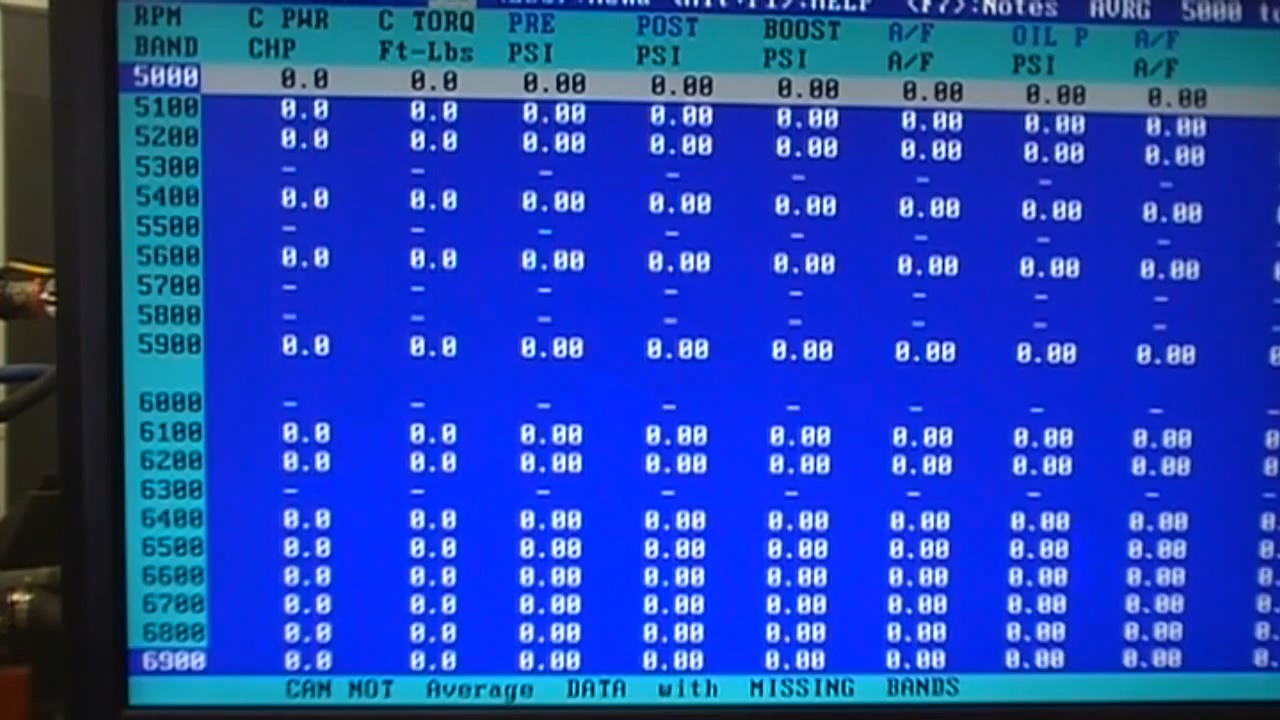 <Alt+F1>:HELP <F7>:Notes AVRG 5000
RPM C PWR C TORQ PRE POST BOOST A/F OIL P A/F
BAND CHP Ft-Lbs PSI PSI PSI A/F PSI A/F
5000 0.0 0.0 0.00 0.00 0.00 0.00 0.00 0.00
5100 0.0 0.0 0.00 0.00 0.00 0.00 0.00 0.00
5200 0.0 0.0 0.00 0.00 0.00 0.00 0.00 0.00
5300 - - - - - - - -
5400 0.0 0.0 0.00 0.00 0.00 0.00 0.00 0.00
5500 - - - - - - - -
5600 0.0 0.0 0.00 0.00 0.00 0.00 0.00 0.00
5700 - - - - - - - -
5800 - - - - - - - -
5900 0.0 0.0 0.00 0.00 0.00 0.00 0.00 0.00
6000 - - - - - - - -
6100 0.0 0.0 0.00 0.00 0.00 0.00 0.00 0.00
6200 0.0 0.0 0.00 0.00 0.00 0.00 0.00 0.00
6300 - - - - - - - -
6400 0.0 0.0 0.00 0.00 0.00 0.00 0.00 0.00
6500 0.0 0.0 0.00 0.00 0.00 0.00 0.00 0.00
6600 0.0 0.0 0.00 0.00 0.00 0.00 0.00 0.00
6700 0.0 0.0 0.00 0.00 0.00 0.00 0.00 0.00
6800 0.0 0.0 0.00 0.00 0.00 0.00 0.00 0.00
6900 0.0 0.0 0.00 0.00 0.00 0.00 0.00 0.00
CAN NOT Average DATA with MISSING BANDS